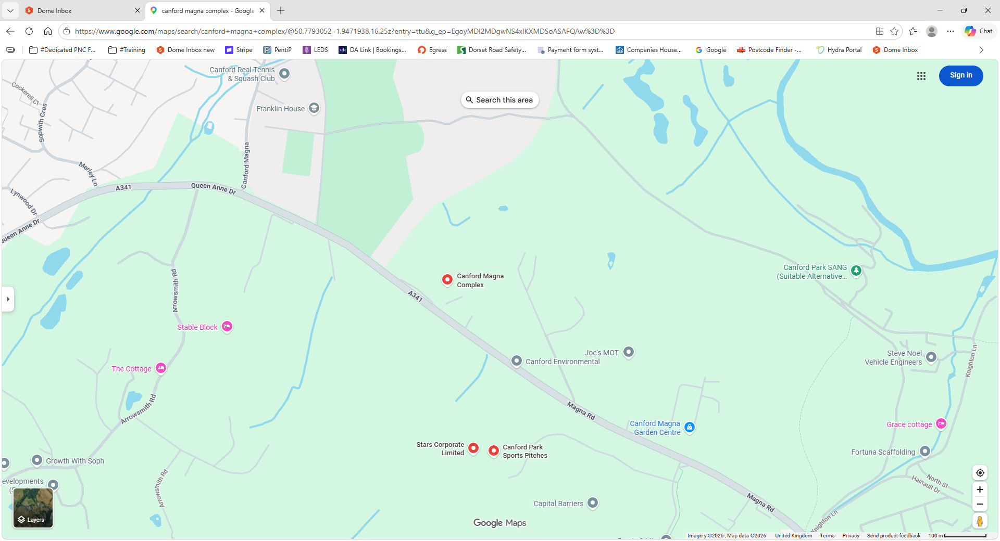 Dome Inbox
canford magna complex - Google
https://www.google.com/maps/search/canford+magna+complex/@50.7793052,-1.9471938,16.25z?entry=ttu&g_ep=EgoyMDI2MDgwNS4xIKXMDSoASAFQAw%3D%3D
Chat
#Dedicated PNC F...
#Training
Dome Inbox new
Stripe
PentiP
LEDS
DA Link | Bookings...
Egress
Dorset Road Safety...
Payment form syst...
Companies House...
Google
Postcode Finder -...
Hydra Portal
Dome Inbox
Canford Real Tennis
& Squash Club
Sign in
Search this area
Cockerell Ct
Franklin House
Sopwith Cres
Canford Magna
Merley Ln
A341
Queen Anne Dr
Lynwood Dr
Queen Anne Dr
Canford Park SANG
(Suitable Alternative...
Canford Magna
Complex
Arrowsmith Rd
A341
Stable Block
Joe's MOT
Canford Environmental
Steve Noel
Vehicle Engineers
Knighton Ln
The Cottage
Arrowsmith Rd
Magna Rd
Canford Magna
Garden Centre
Grace cottage
Stars Corporate
Limited
Canford Park
Sports Pitches
Fortuna Scaffolding
Growth With Soph
Arrowsmith Rd
North St
Hainault Dr
evelopments
Capital Barriers
Magna Rd
Knighton Ln
Layers
Google Maps
Imagery ©2026 , Map data ©2026
United Kingdom
Terms
Privacy
Send product feedback
100 m